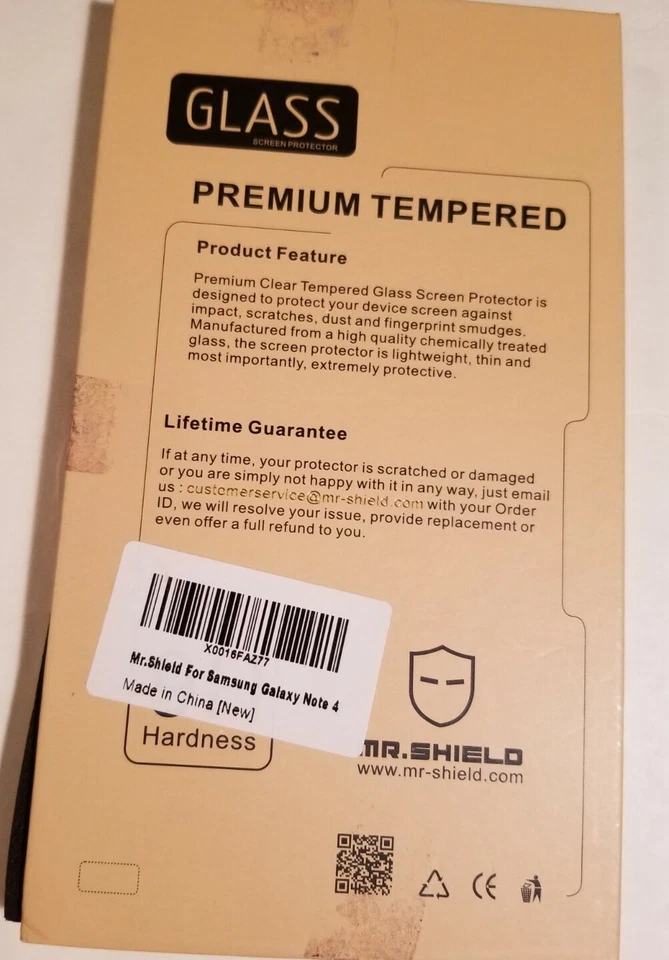 GLASS
SCREEN PROTECTOR
PREMIUM TEMPERED
Product Feature
Premium Clear Tempered Glass Screen Protector is
designed to protect your device screen against
impact, scratches, dust and fingerprint smudges.
Manufactured from a high quality chemically treated
glass, the screen protector is lightweight, thin and
most importantly, extremely protective.
Lifetime Guarantee
If at any time, your protector is scratched or damaged
or you are simply not happy with it in any way, just email
us : customerservice@mr-shield.com with your Order
ID, we will resolve your issue, provide replacement or
even offer a full refund to you.
X0016FAZ77
Mr.Shield For Samsung Galaxy Note 4
Made in China [New]
Hardness
MR.SHIELD
www.mr-shield.com
CE